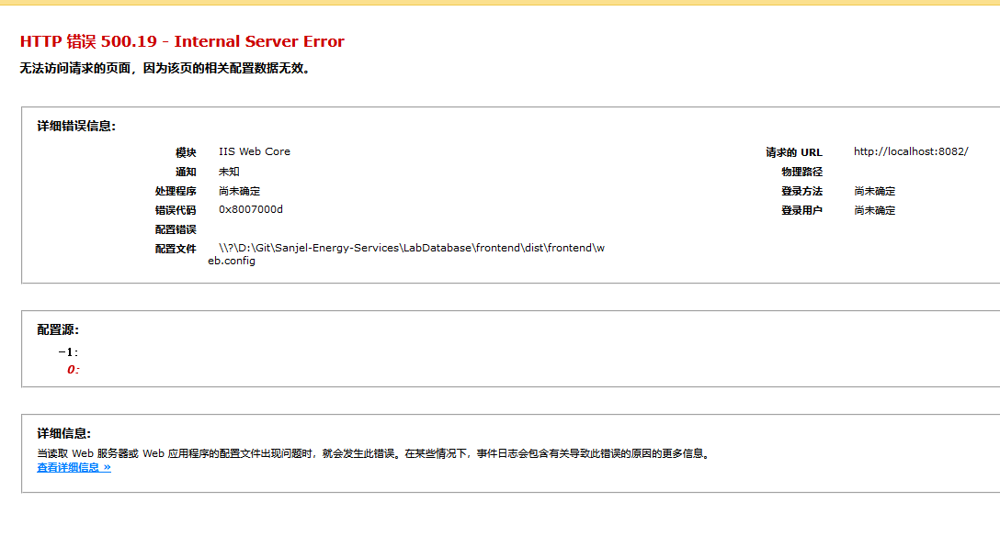 HTTP 错误 500.19 - Internal Server Error
无法访问请求的页面，因为该页的相关配置数据无效。
详细错误信息:
模块 IIS Web Core
通知 未知
处理程序 尚未确定
错误代码 0x8007000d
配置错误
配置文件 \\?\D:\Git\Sanjel-Energy-Services\LabDatabase\frontend\dist\frontend\w
eb.config
请求的 URL http://localhost:8082/
物理路径
登录方法 尚未确定
登录用户 尚未确定
配置源:
-1:
0:
详细信息:
当读取 Web 服务器或 Web 应用程序的配置文件出现问题时，就会发生此错误。在某些情况下，事件日志会包含有关导致此错误的原因的更多信息。
查看详细信息 »